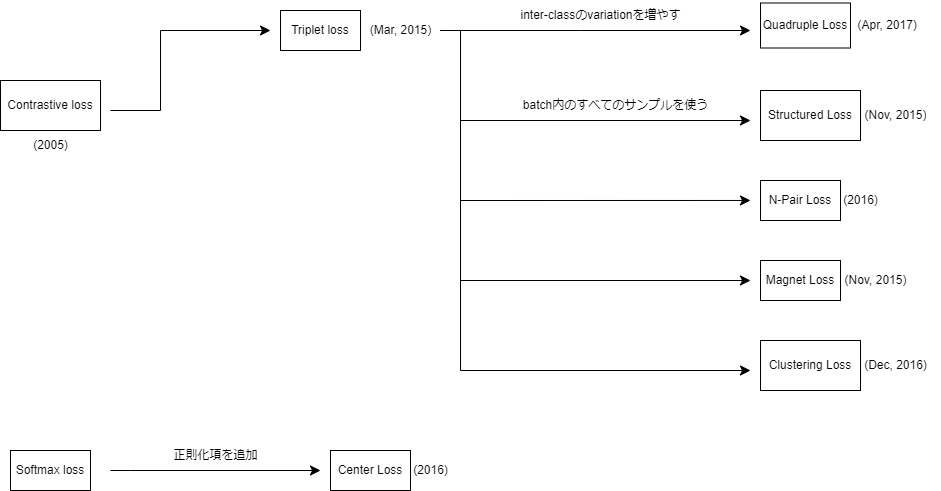 inter-classのvariationを増やす
Triplet loss (Mar, 2015)
Quadruple Loss (Apr, 2017)
Contrastive loss
(2005)
batch内のすべてのサンプルを使う
Structured Loss (Nov, 2015)
N-Pair Loss (2016)
Magnet Loss (Nov, 2015)
Clustering Loss (Dec, 2016)
正則化項を追加
Softmax loss
Center Loss (2016)